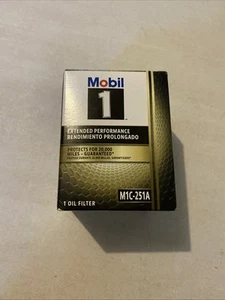 Mobil
1
EXTENDED PERFORMANCE
RENDIMIENTO PROLONGADO
PROTECTS FOR 20,000
MILES - GUARANTEED*
M1C-251A
1 OIL FILTER